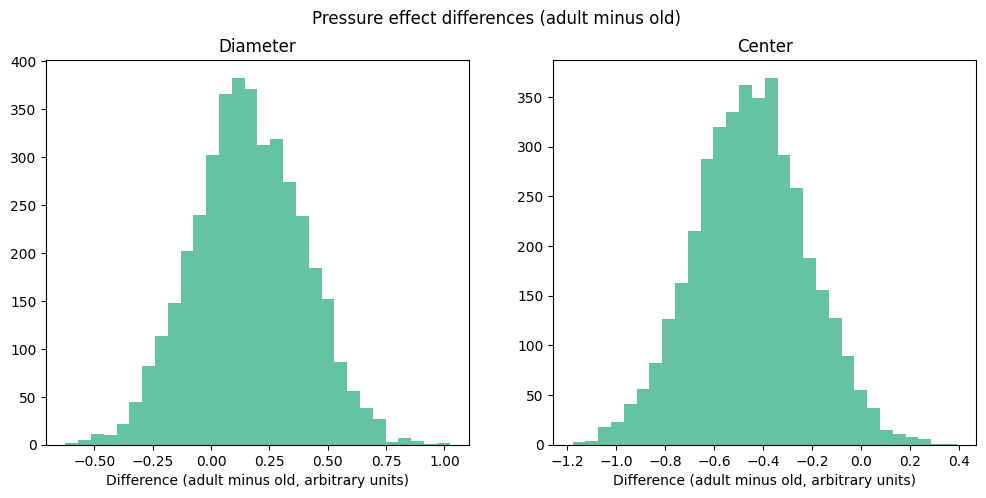 Pressure effect differences (adult minus old)
Diameter
400
350
300
250
200
150
100
50
0
−0.50 −0.25 0.00 0.25 0.50 0.75 1.00
Difference (adult minus old, arbitrary units)
Center
350
300
250
200
150
100
50
0
−1.2 −1.0 −0.8 −0.6 −0.4 −0.2 0.0 0.2 0.4
Difference (adult minus old, arbitrary units)